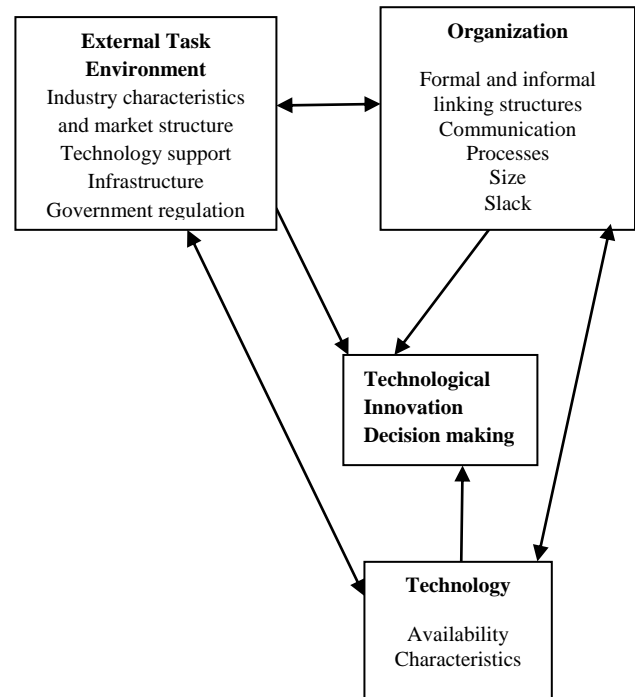 External Task
Environment
Industry characteristics
and market structure
Technology support
Infrastructure
Government regulation
Organization
Formal and informal
linking structures
Communication
Processes
Size
Slack
Technological
Innovation
Decision making
Technology
Availability
Characteristics